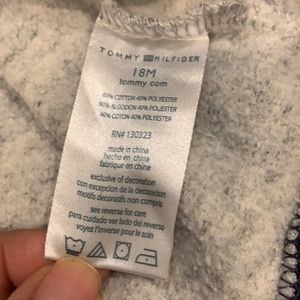 TOMMY HILFIGER
18M
tommy.com
60% COTTON 40% POLYESTER
60% ALGODON 40% POLIESTER
60% COTON 40% POLYESTER
RN# 130323
made in china
hecho en china
fabriqué en chine
exclusive of decoration
con excepcion de la decoracion
motifs decoratifs non compris
see reverse for care
para cuidado ver lado del reverso
voyez l'inverse pour le soin